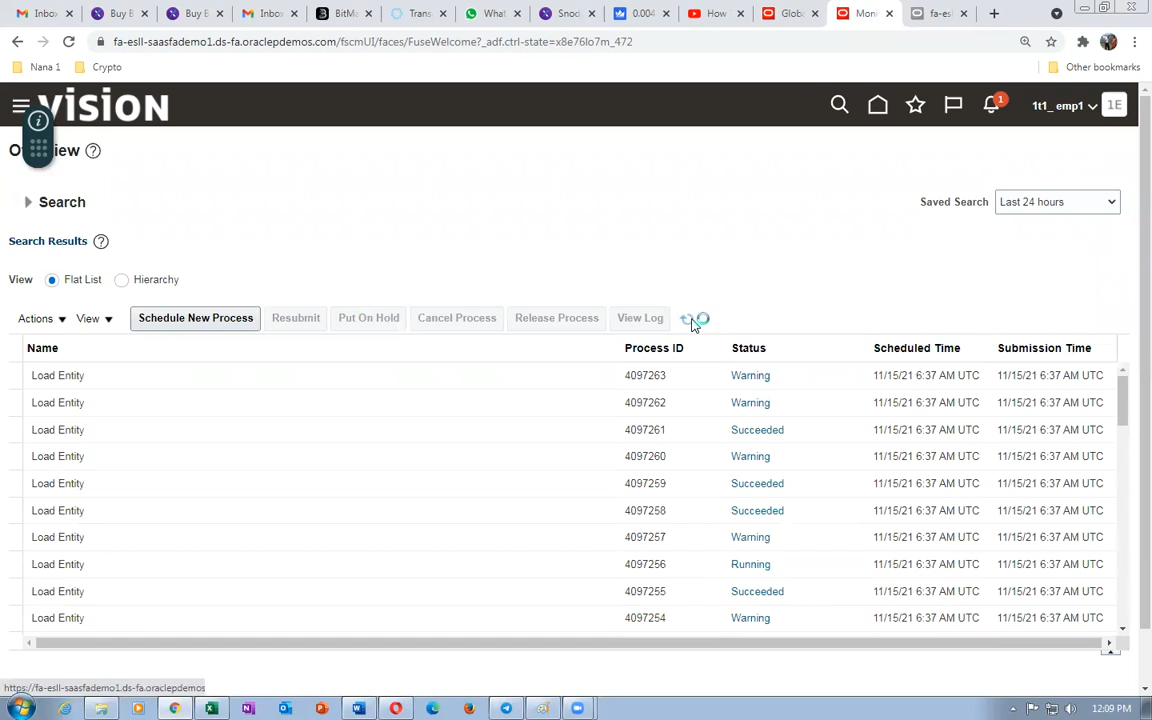 Inbox
Buy B
Buy B
Inbox
BitMa
Trans
What
Snod
0.004
How
Globa
Moni
fa-esl
fa-esll-saasfademo1.ds-fa.oraclepdemos.com/fscmUI/faces/FuseWelcome?_adf.ctrl-state=x8e76lo7m_472
Nana 1
Crypto
Other bookmarks
VISION
1
1t1_ emp1
1E
Search
Saved Search
Last 24 hours
Search Results
View
Flat List
Hierarchy
Actions
View
Schedule New Process
Resubmit
Put On Hold
Cancel Process
Release Process
View Log
Name
Process ID
Status
Scheduled Time
Submission Time
Load Entity 4097263 Warning 11/15/21 6:37 AM UTC 11/15/21 6:37 AM UTC
Load Entity 4097262 Warning 11/15/21 6:37 AM UTC 11/15/21 6:37 AM UTC
Load Entity 4097261 Succeeded 11/15/21 6:37 AM UTC 11/15/21 6:37 AM UTC
Load Entity 4097260 Warning 11/15/21 6:37 AM UTC 11/15/21 6:37 AM UTC
Load Entity 4097259 Succeeded 11/15/21 6:37 AM UTC 11/15/21 6:37 AM UTC
Load Entity 4097258 Succeeded 11/15/21 6:37 AM UTC 11/15/21 6:37 AM UTC
Load Entity 4097257 Warning 11/15/21 6:37 AM UTC 11/15/21 6:37 AM UTC
Load Entity 4097256 Running 11/15/21 6:37 AM UTC 11/15/21 6:37 AM UTC
Load Entity 4097255 Succeeded 11/15/21 6:37 AM UTC 11/15/21 6:37 AM UTC
Load Entity 4097254 Warning 11/15/21 6:37 AM UTC 11/15/21 6:37 AM UTC
https://fa-esll-saasfademo1.ds-fa.oraclepdemos
12:09 PM